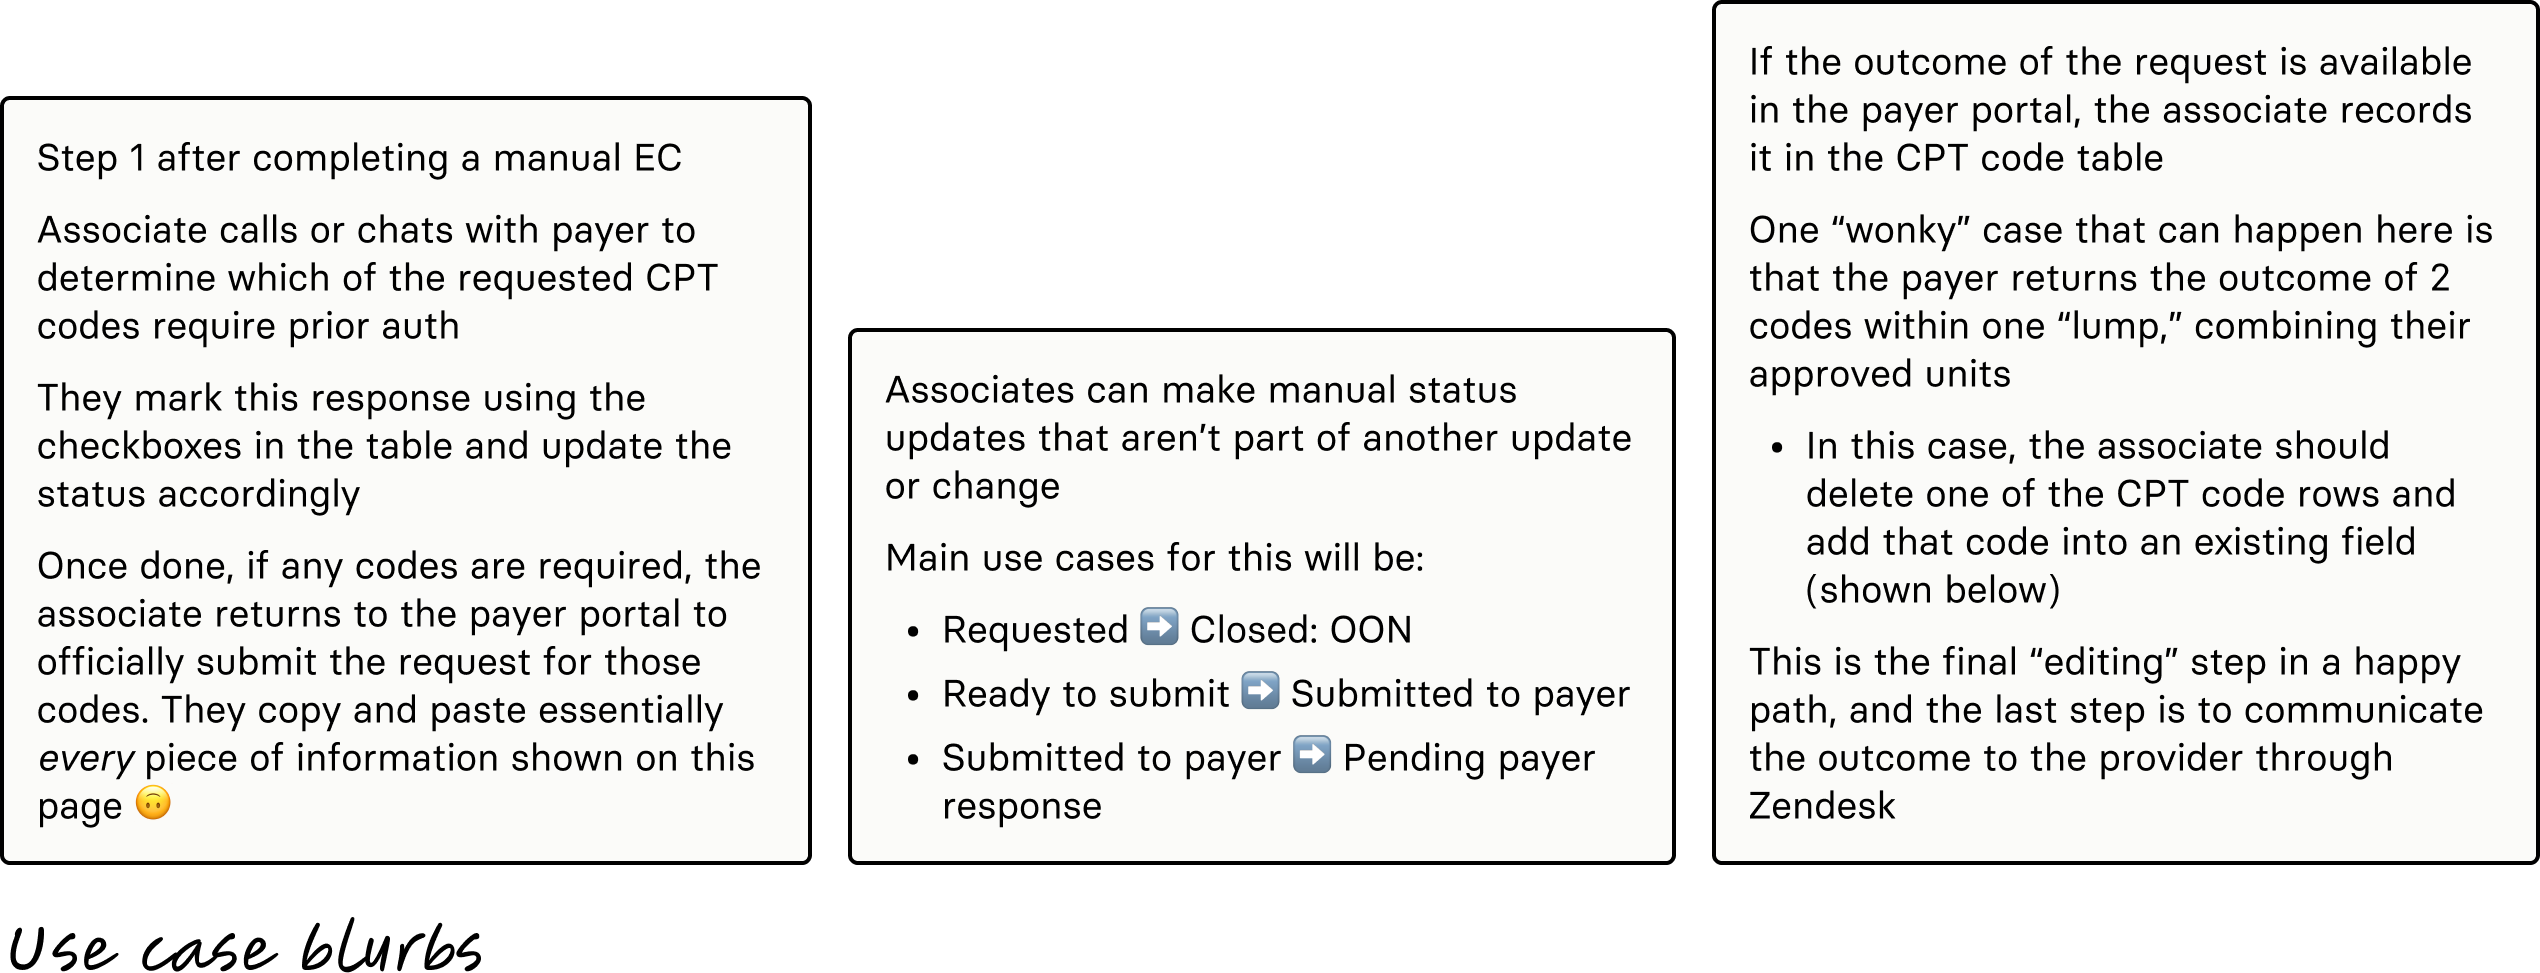 Step 1 after completing a manual EC
Associate calls or chats with payer to
determine which of the requested CPT
codes require prior auth
They mark this response using the
checkboxes in the table and update the
status accordingly
Once done, if any codes are required, the
associate returns to the payer portal to
officially submit the request for those
codes. They copy and paste essentially
every piece of information shown on this
page 🙃
Associates can make manual status
updates that aren’t part of another update
or change
Main use cases for this will be:
• Requested ➡️ Closed: OON
• Ready to submit ➡️ Submitted to payer
• Submitted to payer ➡️ Pending payer
response
If the outcome of the request is available
in the payer portal, the associate records
it in the CPT code table
One “wonky” case that can happen here is
that the payer returns the outcome of 2
codes within one “lump,” combining their
approved units
• In this case, the associate should
delete one of the CPT code rows and
add that code into an existing field
(shown below)
This is the final “editing” step in a happy
path, and the last step is to communicate
the outcome to the provider through
Zendesk
Use case blurbs